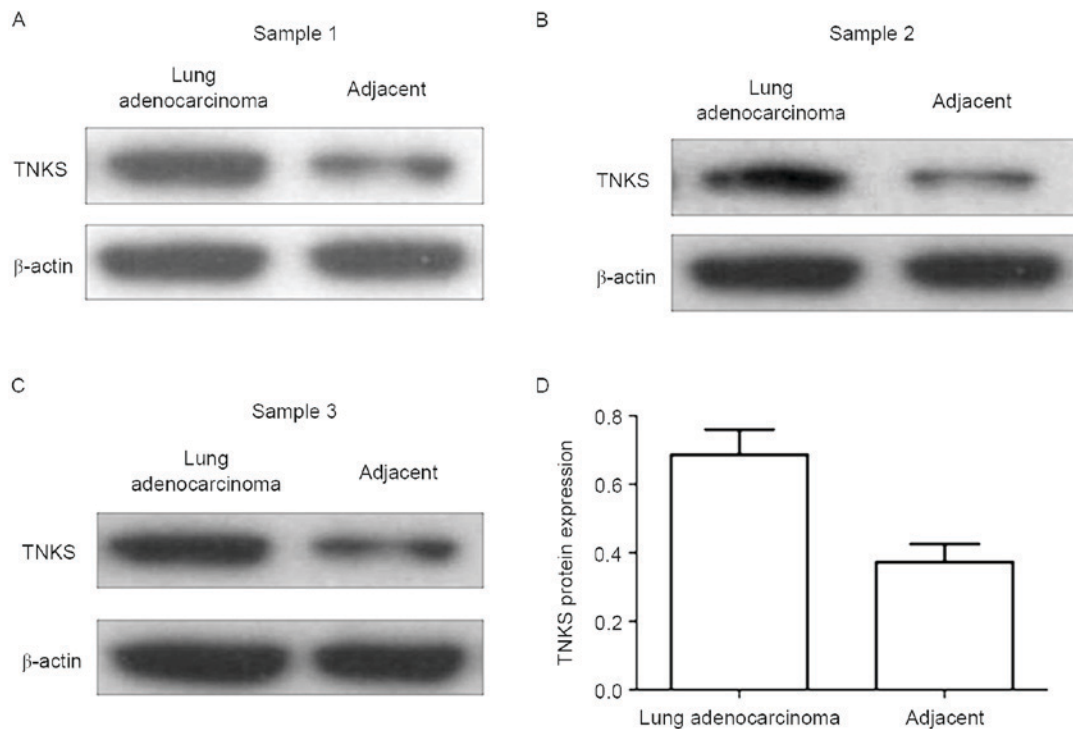 A
Sample 1
Lung
adenocarcinoma
Adjacent
TNKS
β-actin
B
Sample 2
Lung
adenocarcinoma
Adjacent
TNKS
β-actin
C
Sample 3
Lung
adenocarcinoma
Adjacent
TNKS
β-actin
D
TNKS protein expression
0.8
0.6
0.4
0.2
0.0
Lung adenocarcinoma
Adjacent